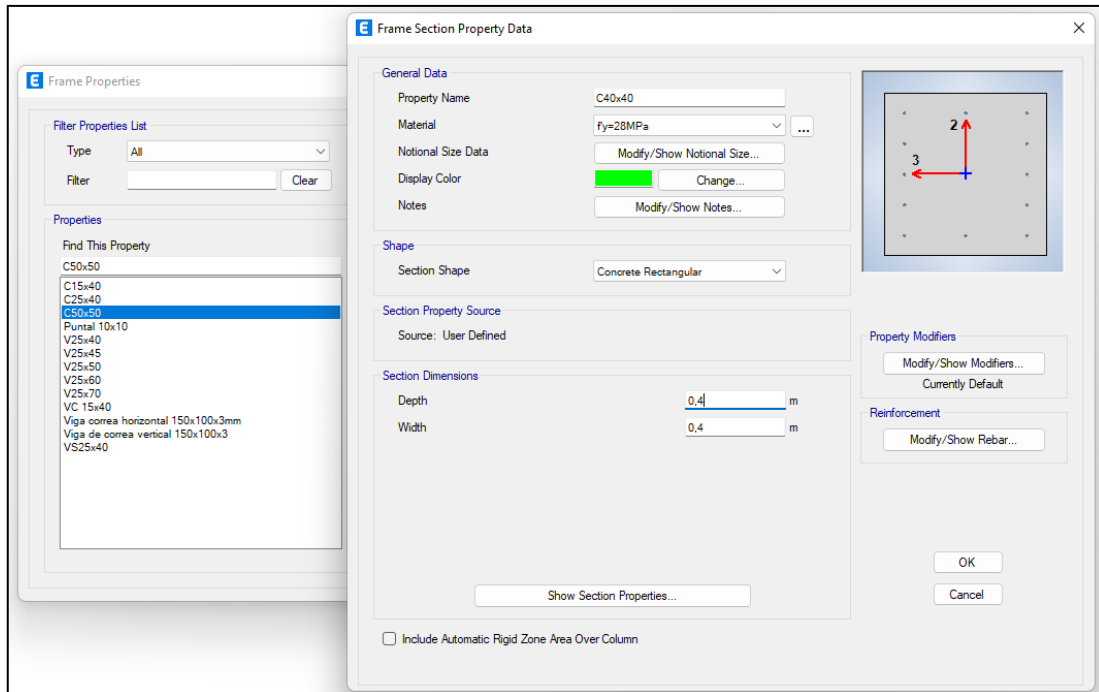 E Frame Properties
Filter Properties List
Type All
Filter Clear
Properties
Find This Property
C50x50
C15x40
C25x40
C50x50
Puntal 10x10
V25x40
V25x45
V25x50
V25x60
V25x70
VC 15x40
Viga correa horizontal 150x100x3mm
Viga de correa vertical 150x100x3
VS25x40
E Frame Section Property Data
General Data
Property Name C40x40
Material f'y=28MPa ...
Notional Size Data Modify/Show Notional Size...
Display Color Change...
Notes Modify/Show Notes...
Shape
Section Shape Concrete Rectangular
Section Property Source
Source: User Defined
Section Dimensions
Depth 0,4 m
Width 0,4 m
Show Section Properties...
Include Automatic Rigid Zone Area Over Column
2
3
Property Modifiers
Modify/Show Modifiers...
Currently Default
Reinforcement
Modify/Show Rebar...
OK
Cancel